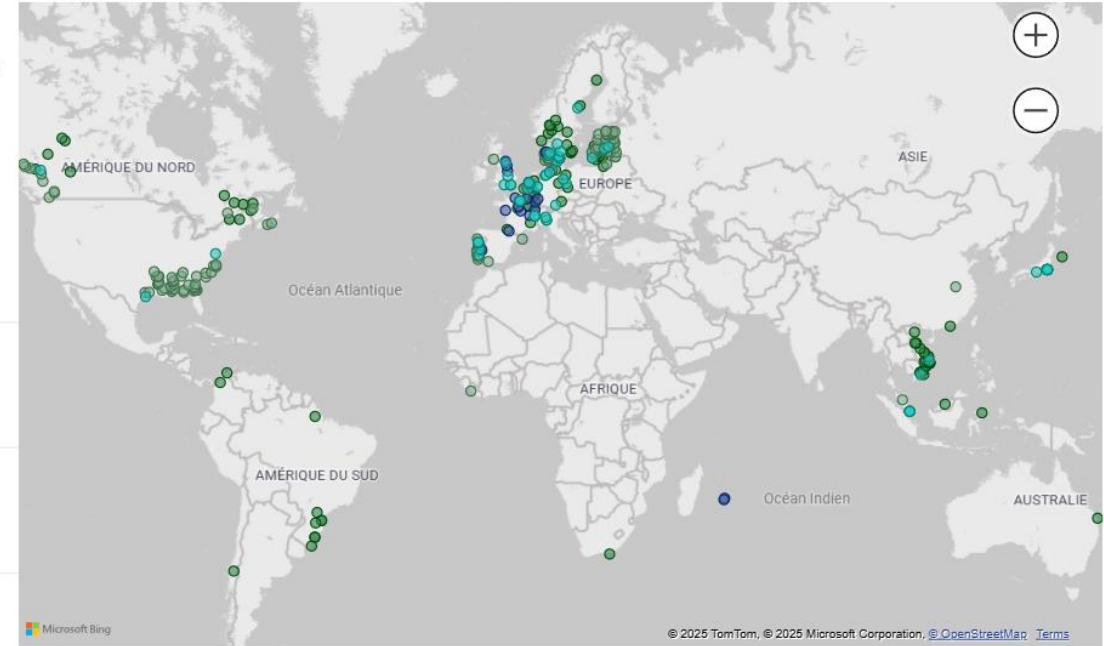 +
−
AMÉRIQUE DU NORD
ASIE
EUROPE
Océan Atlantique
AFRIQUE
AMÉRIQUE DU SUD
Océan Indien
AUSTRALIE
Microsoft Bing
© 2025 TomTom, © 2025 Microsoft Corporation, © OpenStreetMap Terms